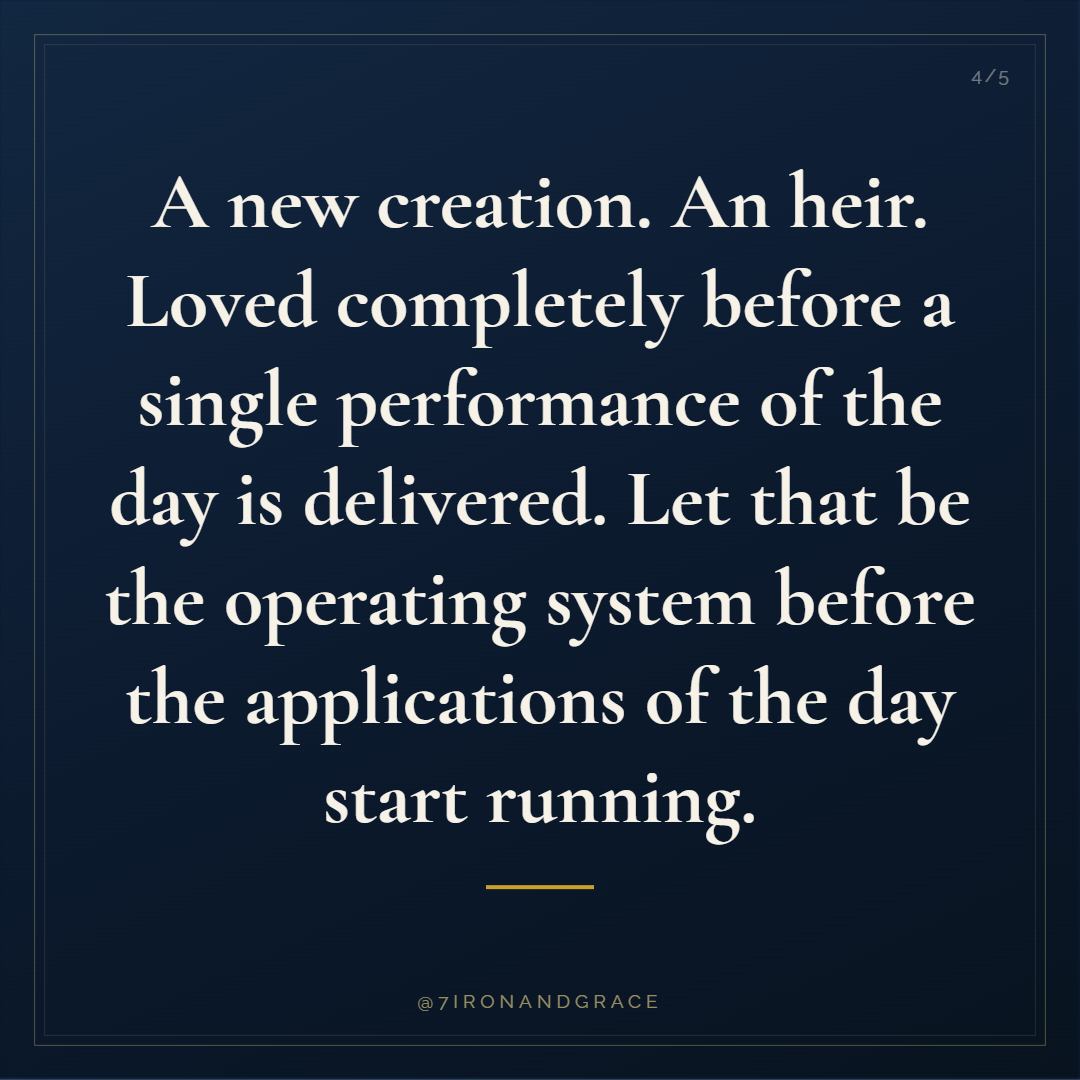 4/5
A new creation. An heir.
Loved completely before a
single performance of the
day is delivered. Let that be
the operating system before
the applications of the day
start running.
@7IRONANDGRACE